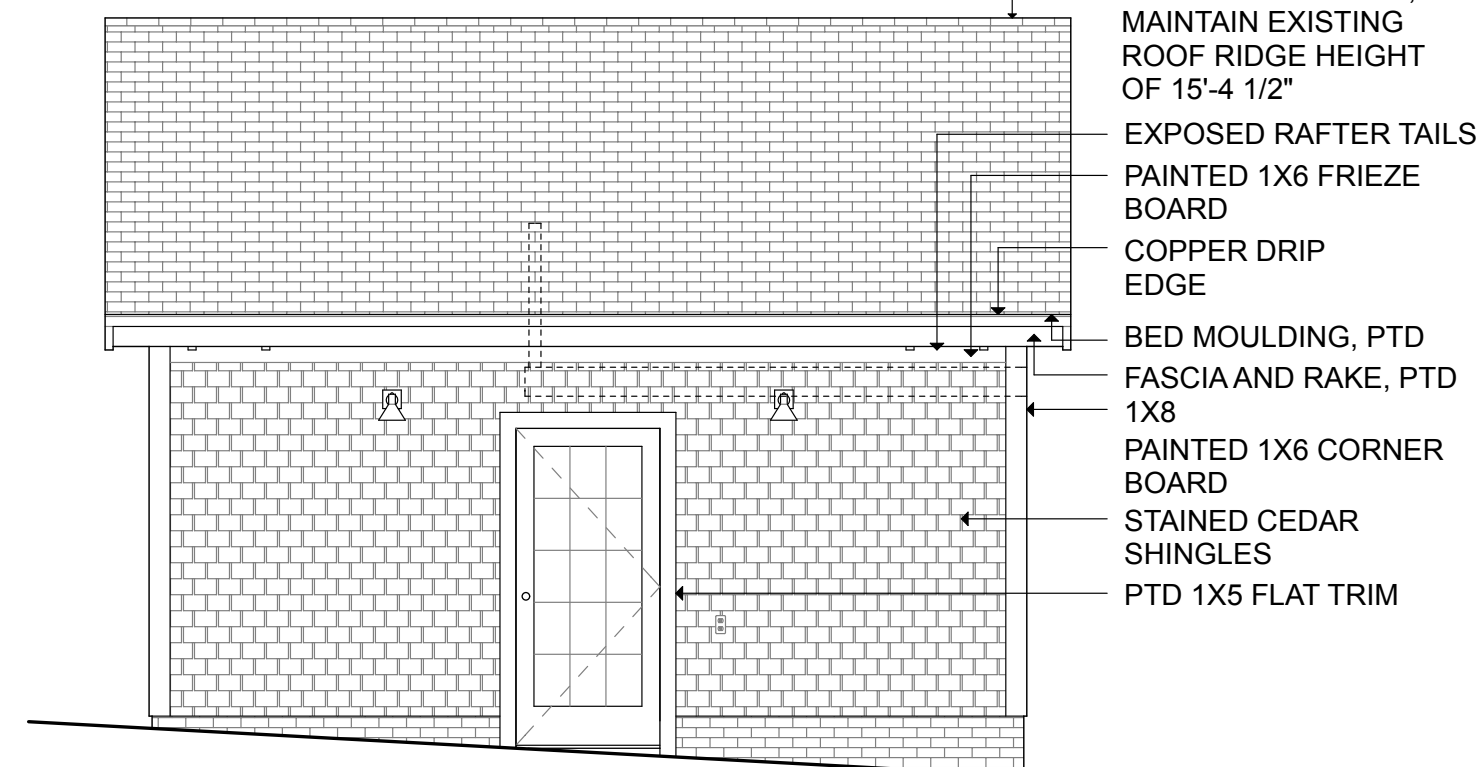 MAINTAIN EXISTING
ROOF RIDGE HEIGHT
OF 15'-4 1/2"
EXPOSED RAFTER TAILS
PAINTED 1X6 FRIEZE
BOARD
COPPER DRIP
EDGE
BED MOULDING, PTD
FASCIA AND RAKE, PTD
1X8
PAINTED 1X6 CORNER
BOARD
STAINED CEDAR
SHINGLES
PTD 1X5 FLAT TRIM